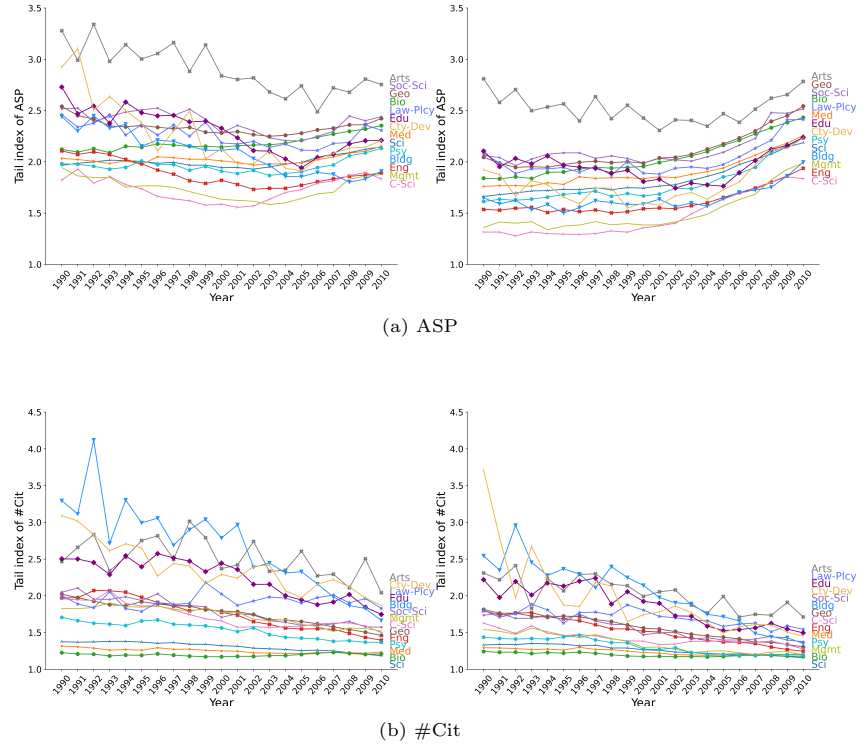 3.5
3.0
2.5
2.0
1.5
1.0
Tail index of ASP
1990
1991
1992
1993
1994
1995
1996
1997
1998
1999
2000
2001
2002
2003
2004
2005
2006
2007
2008
2009
2010
Year
Arts
Soc-Sci
Geo
Bio
Law-Plcy
Edu
Cty-Dev
Med
Sci
Psy
Bldg
Eng
Mgmt
C-Sci
3.5
3.0
2.5
2.0
1.5
1.0
Tail index of ASP
1990
1991
1992
1993
1994
1995
1996
1997
1998
1999
2000
2001
2002
2003
2004
2005
2006
2007
2008
2009
2010
Year
Arts
Geo
Soc-Sci
Bio
Law-Plcy
Med
Edu
Cty-Dev
Sci
Psy
Bldg
Eng
Mgmt
C-Sci
(a) ASP
4.5
4.0
3.5
3.0
2.5
2.0
1.5
1.0
Tail index of #Cit
1990
1991
1992
1993
1994
1995
1996
1997
1998
1999
2000
2001
2002
2003
2004
2005
2006
2007
2008
2009
2010
Year
Arts
Cty-Dev
Law-Plcy
Edu
Bldg
Soc-Sci
Mgmt
C-Sci
Geo
Eng
Psy
Med
Bio
Sci
4.5
4.0
3.5
3.0
2.5
2.0
1.5
1.0
Tail index of #Cit
1990
1991
1992
1993
1994
1995
1996
1997
1998
1999
2000
2001
2002
2003
2004
2005
2006
2007
2008
2009
2010
Year
Arts
Law-Plcy
Edu
Cty-Dev
Soc-Sci
Bldg
Geo
C-Sci
Eng
Med
Psy
Mgmt
Bio
Sci
(b) #Cit